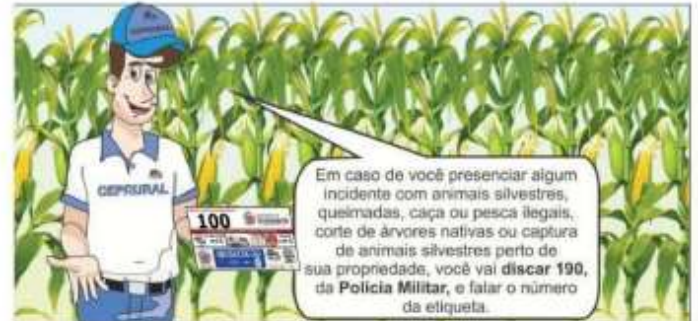 CEPRURAL
100
Em caso de você presenciar algum
incidente com animais silvestres,
queimadas, caça ou pesca ilegais,
corte de árvores nativas ou captura
de animais silvestres perto de
sua propriedade, você vai discar 190,
da Polícia Militar, e falar o número
da etiqueta.